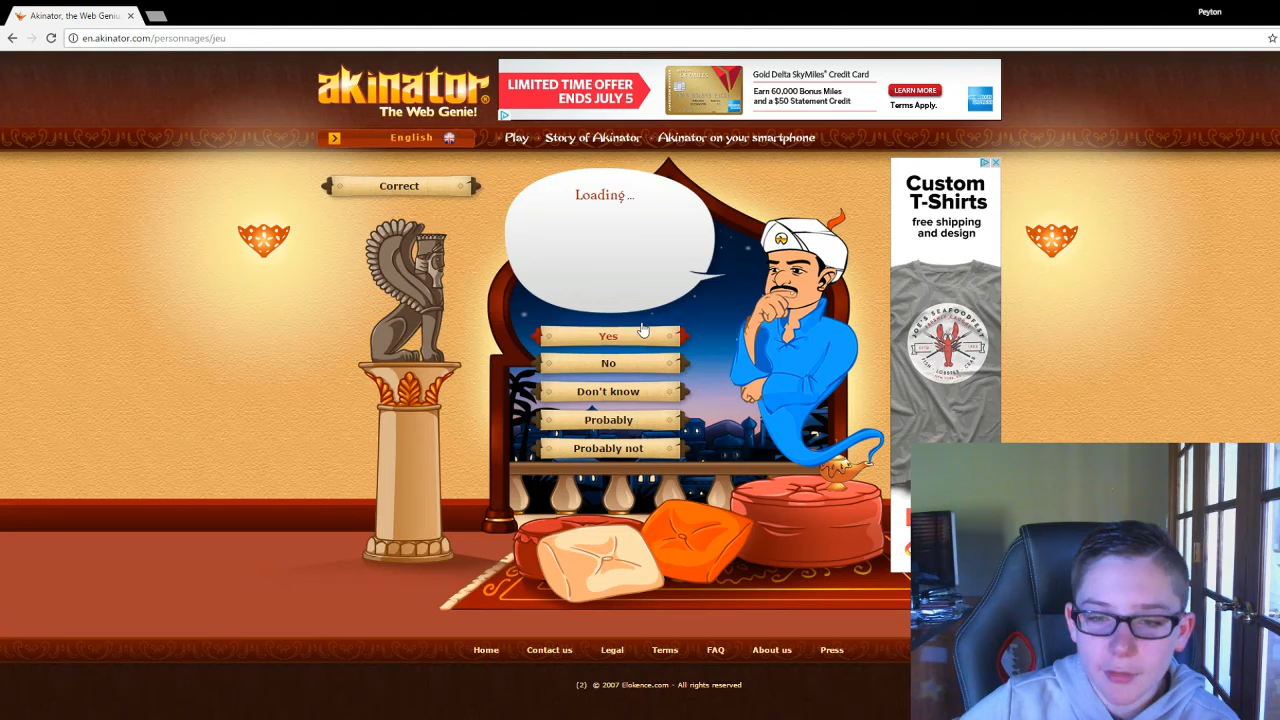 Akinator, the Web Geniu
Peyton
en.akinator.com/personnages/jeu
akinator®
The Web Genie!
LIMITED TIME OFFER
ENDS JULY 5
Gold Delta SkyMiles® Credit Card
Earn 60,000 Bonus Miles
and a $50 Statement Credit
LEARN MORE
Terms Apply.
English
Play
Story of Akinator
Akinator on your smartphone
Correct
Loading ...
Yes
No
Don't know
Probably
Probably not
Custom
T-Shirts
free shipping
and design
JOE'S SEAFOODFEST
Home
Contact us
Legal
Terms
FAQ
About us
Press
(2) © 2007 Elokence.com - All rights reserved